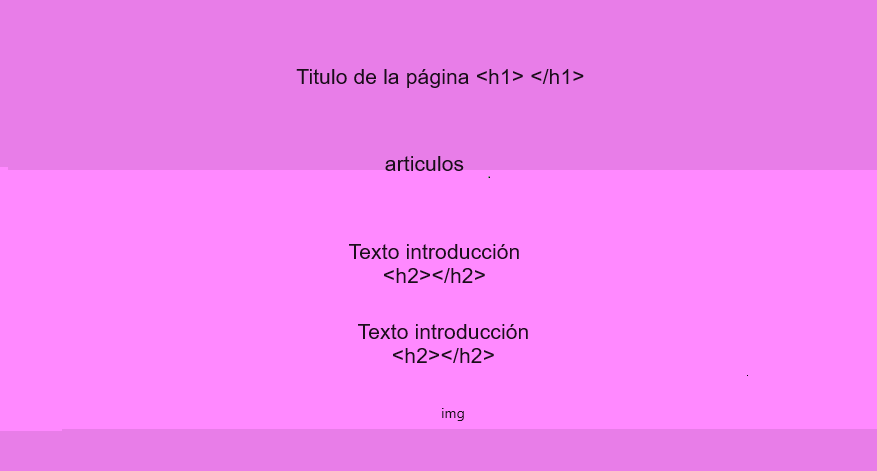 Titulo de la página <h1> </h1>
articulos
Texto introducción
<h2></h2>
Texto introducción
<h2></h2>
img